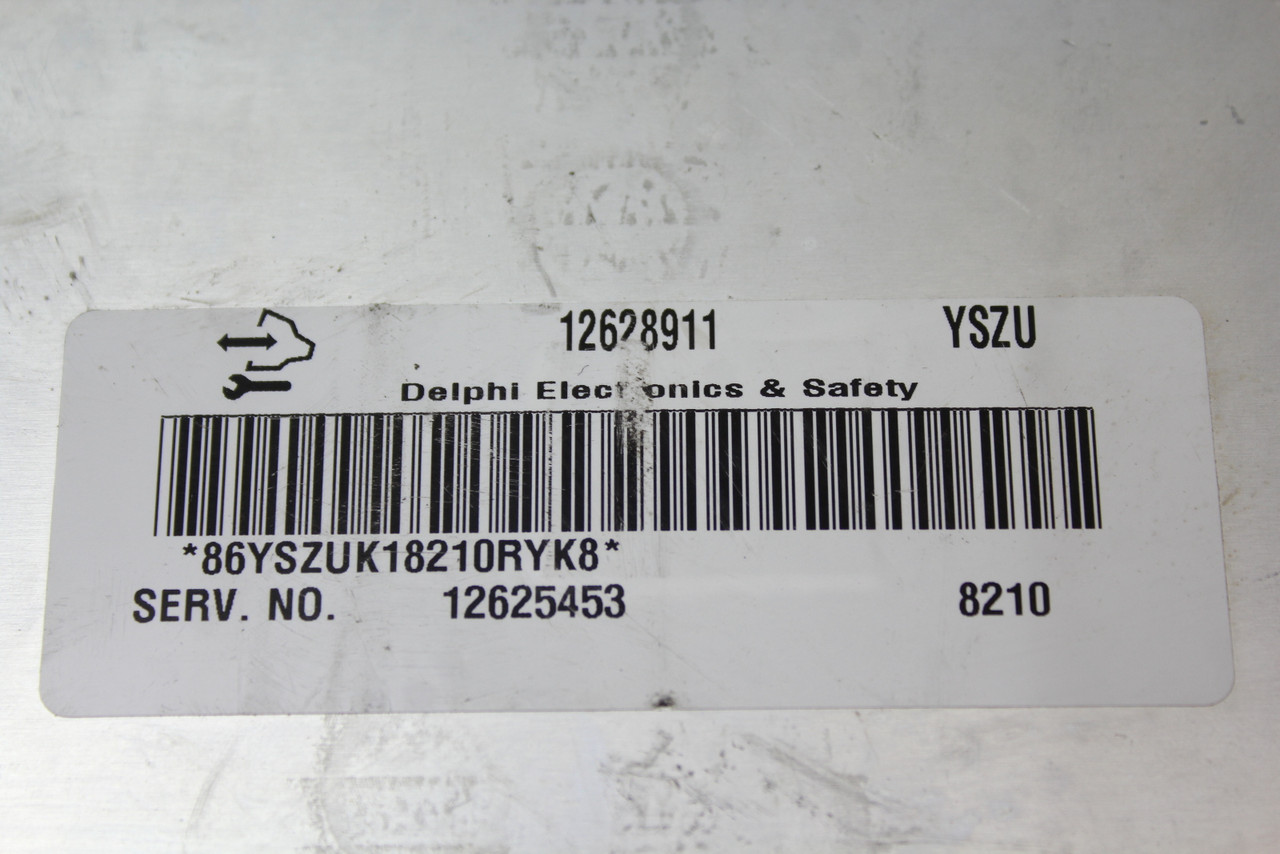 12628911 YSZU
Delphi Electronics & Safety
*86YSZUK18210RYK8*
SERV. NO. 12625453 8210